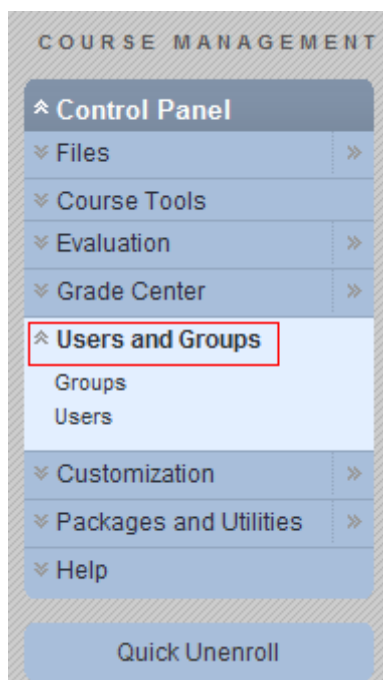 COURSE MANAGEMENT
Control Panel
Files
Course Tools
Evaluation
Grade Center
Users and Groups
Groups
Users
Customization
Packages and Utilities
Help
Quick Unenroll